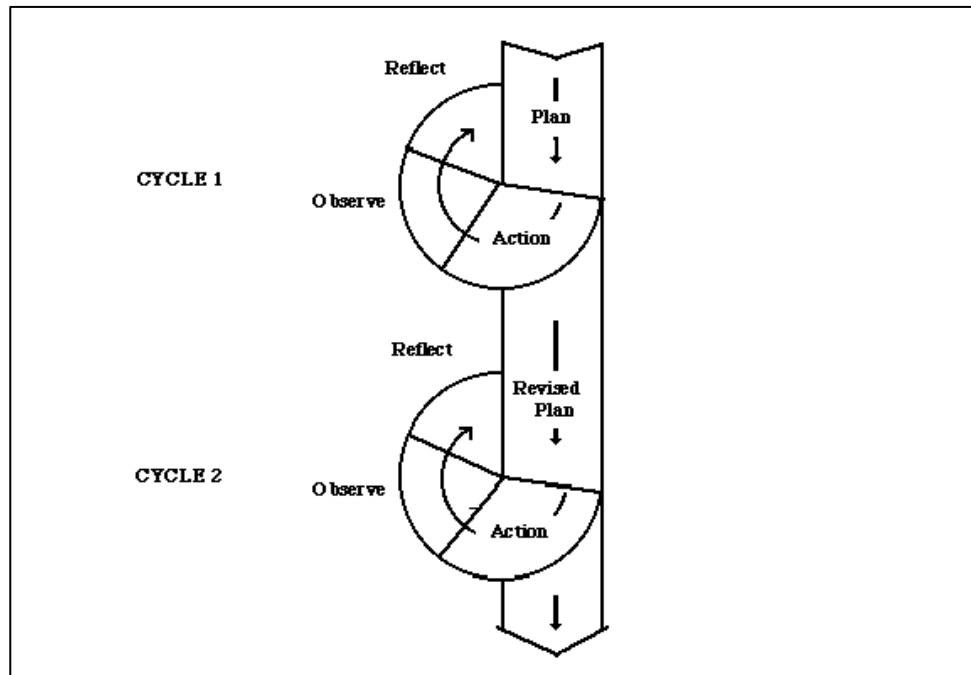 Reflect
Plan
CYCLE 1
Observe
Action
Reflect
Revised
Plan
CYCLE 2
Observe
Action